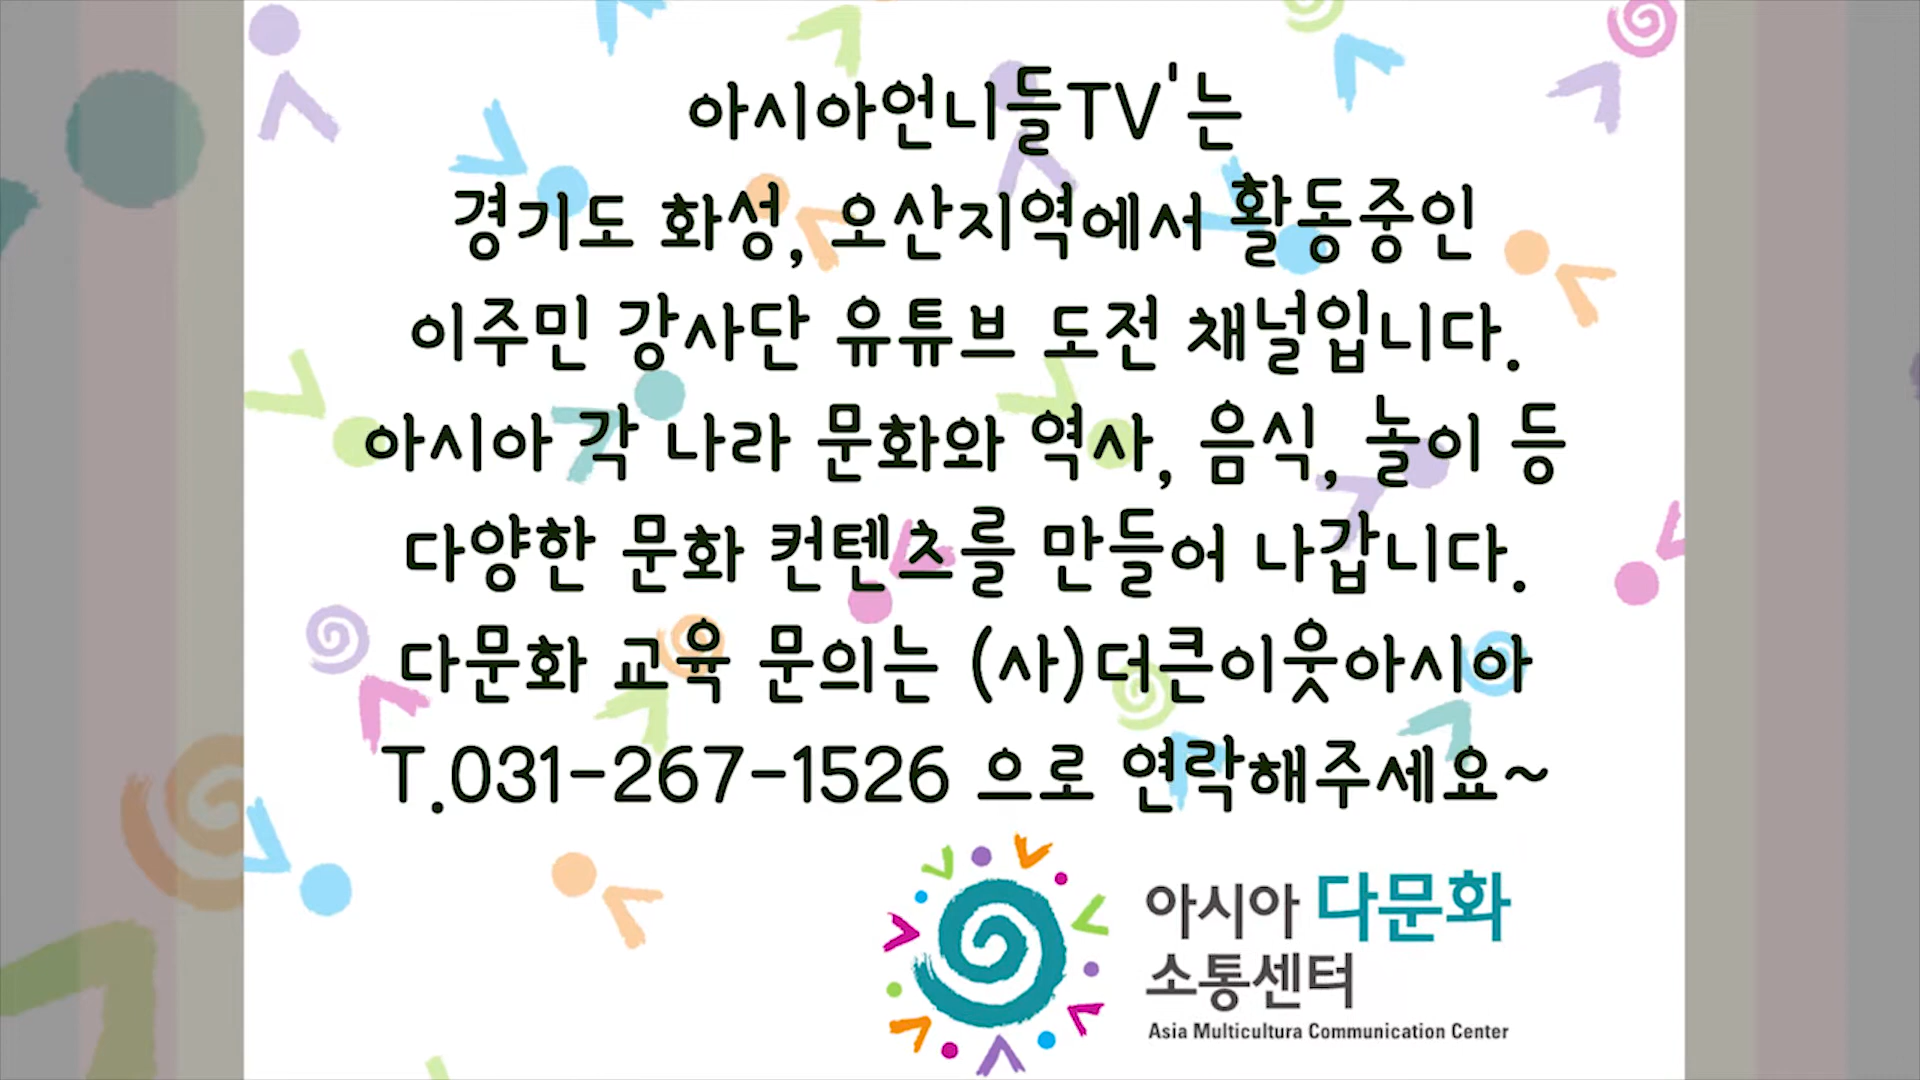 아시아언니들TV'는
경기도 화성, 오산지역에서 활동중인
이주민 강사단 유튜브 도전 채널입니다.
아시아 각 나라 문화와 역사, 음식, 놀이 등
다양한 문화 컨텐츠를 만들어 나갑니다.
다문화 교육 문의는 (사)더큰이웃아시아
T.031-267-1526 으로 연락해주세요~
아시아 다문화
소통센터
Asia Multicultura Communication Center